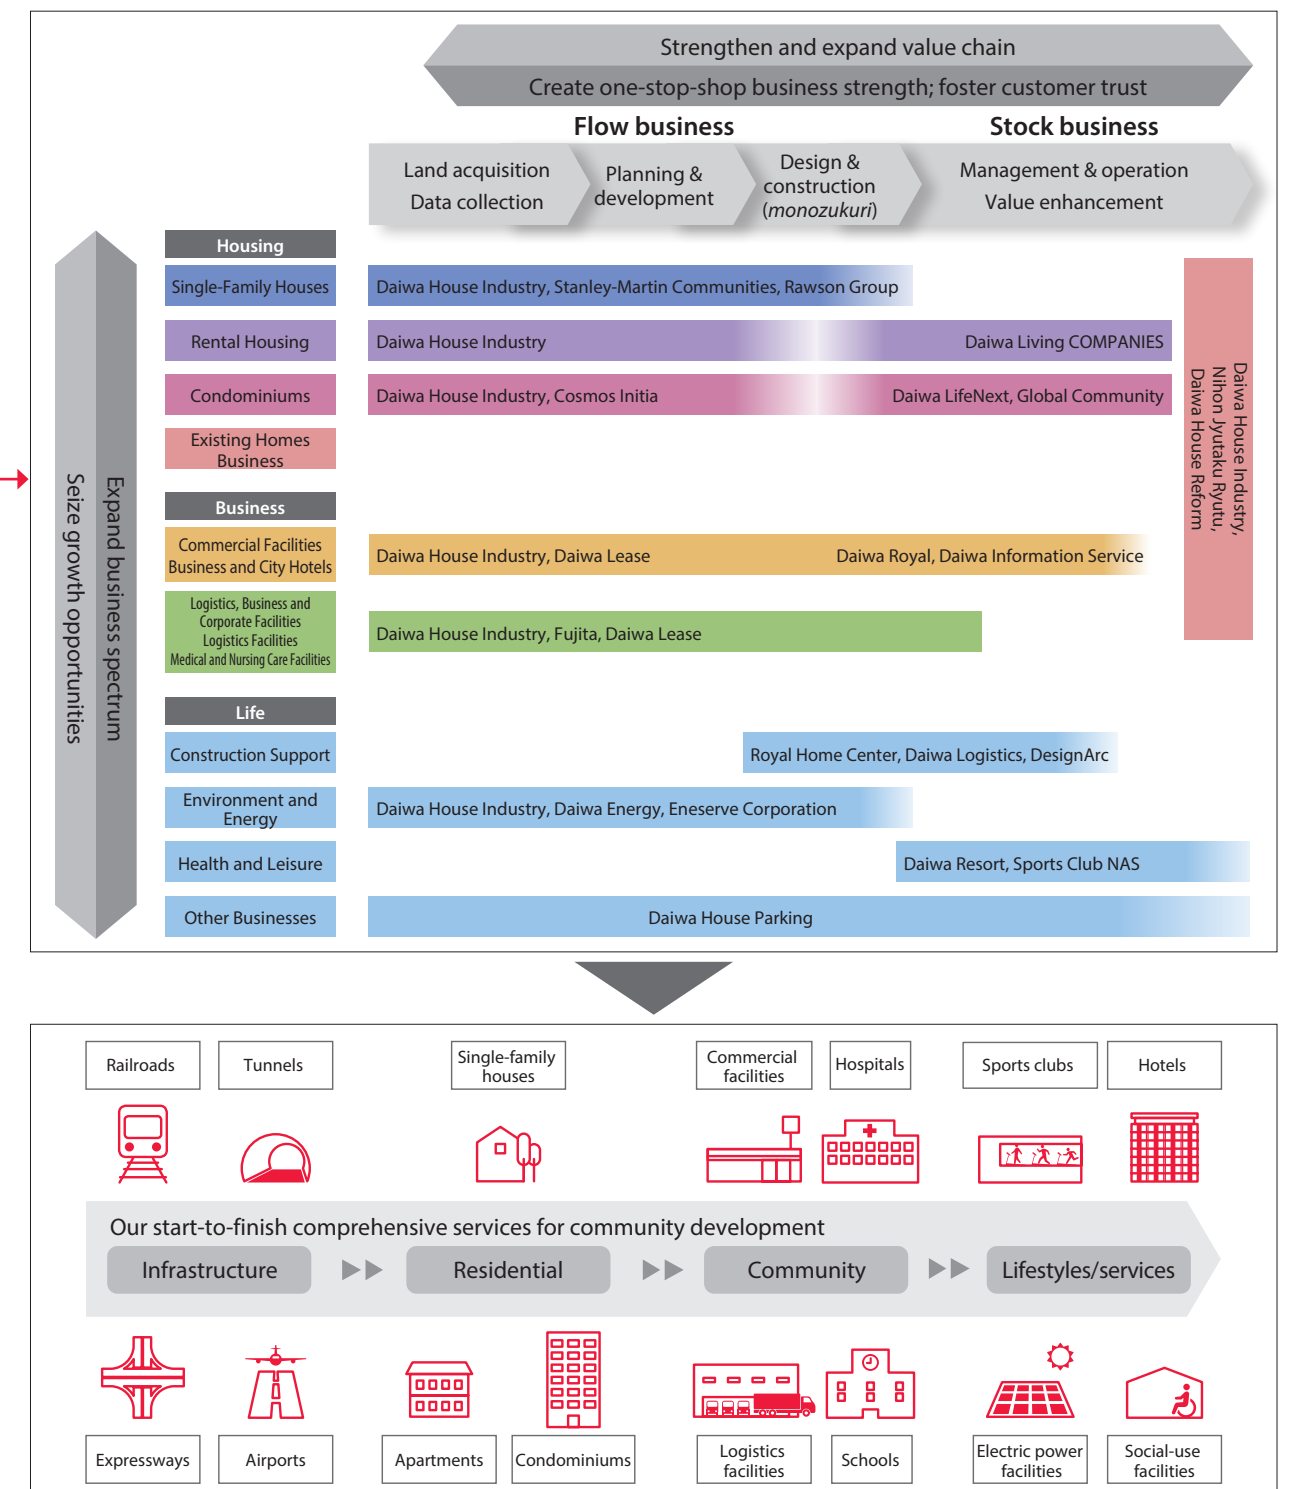 Strengthen and expand value chain
Create one-stop-shop business strength; foster customer trust
Flow business
Stock business
Land acquisition
Data collection
Planning &
development
Design &
construction
(monozukuri)
Management & operation
Value enhancement
Seize growth opportunities
Expand business spectrum
Housing
Single-Family Houses
Daiwa House Industry, Stanley-Martin Communities, Rawson Group
Rental Housing
Daiwa House Industry
Daiwa Living COMPANIES
Condominiums
Daiwa House Industry, Cosmos Initia
Daiwa LifeNext, Global Community
Existing Homes
Business
Daiwa House Industry,
Nihon Jyutaku Ryutu,
Daiwa House Reform
Business
Commercial Facilities
Business and City Hotels
Daiwa House Industry, Daiwa Lease
Daiwa Royal, Daiwa Information Service
Logistics, Business and
Corporate Facilities
Logistics Facilities
Medical and Nursing Care Facilities
Daiwa House Industry, Fujita, Daiwa Lease
Life
Construction Support
Royal Home Center, Daiwa Logistics, DesignArc
Environment and
Energy
Daiwa House Industry, Daiwa Energy, Eneserve Corporation
Health and Leisure
Daiwa Resort, Sports Club NAS
Other Businesses
Daiwa House Parking
Railroads
Tunnels
Single-family
houses
Commercial
facilities
Hospitals
Sports clubs
Hotels
Our start-to-finish comprehensive services for community development
Infrastructure
Residential
Community
Lifestyles/services
Expressways
Airports
Apartments
Condominiums
Logistics
facilities
Schools
Electric power
facilities
Social-use
facilities